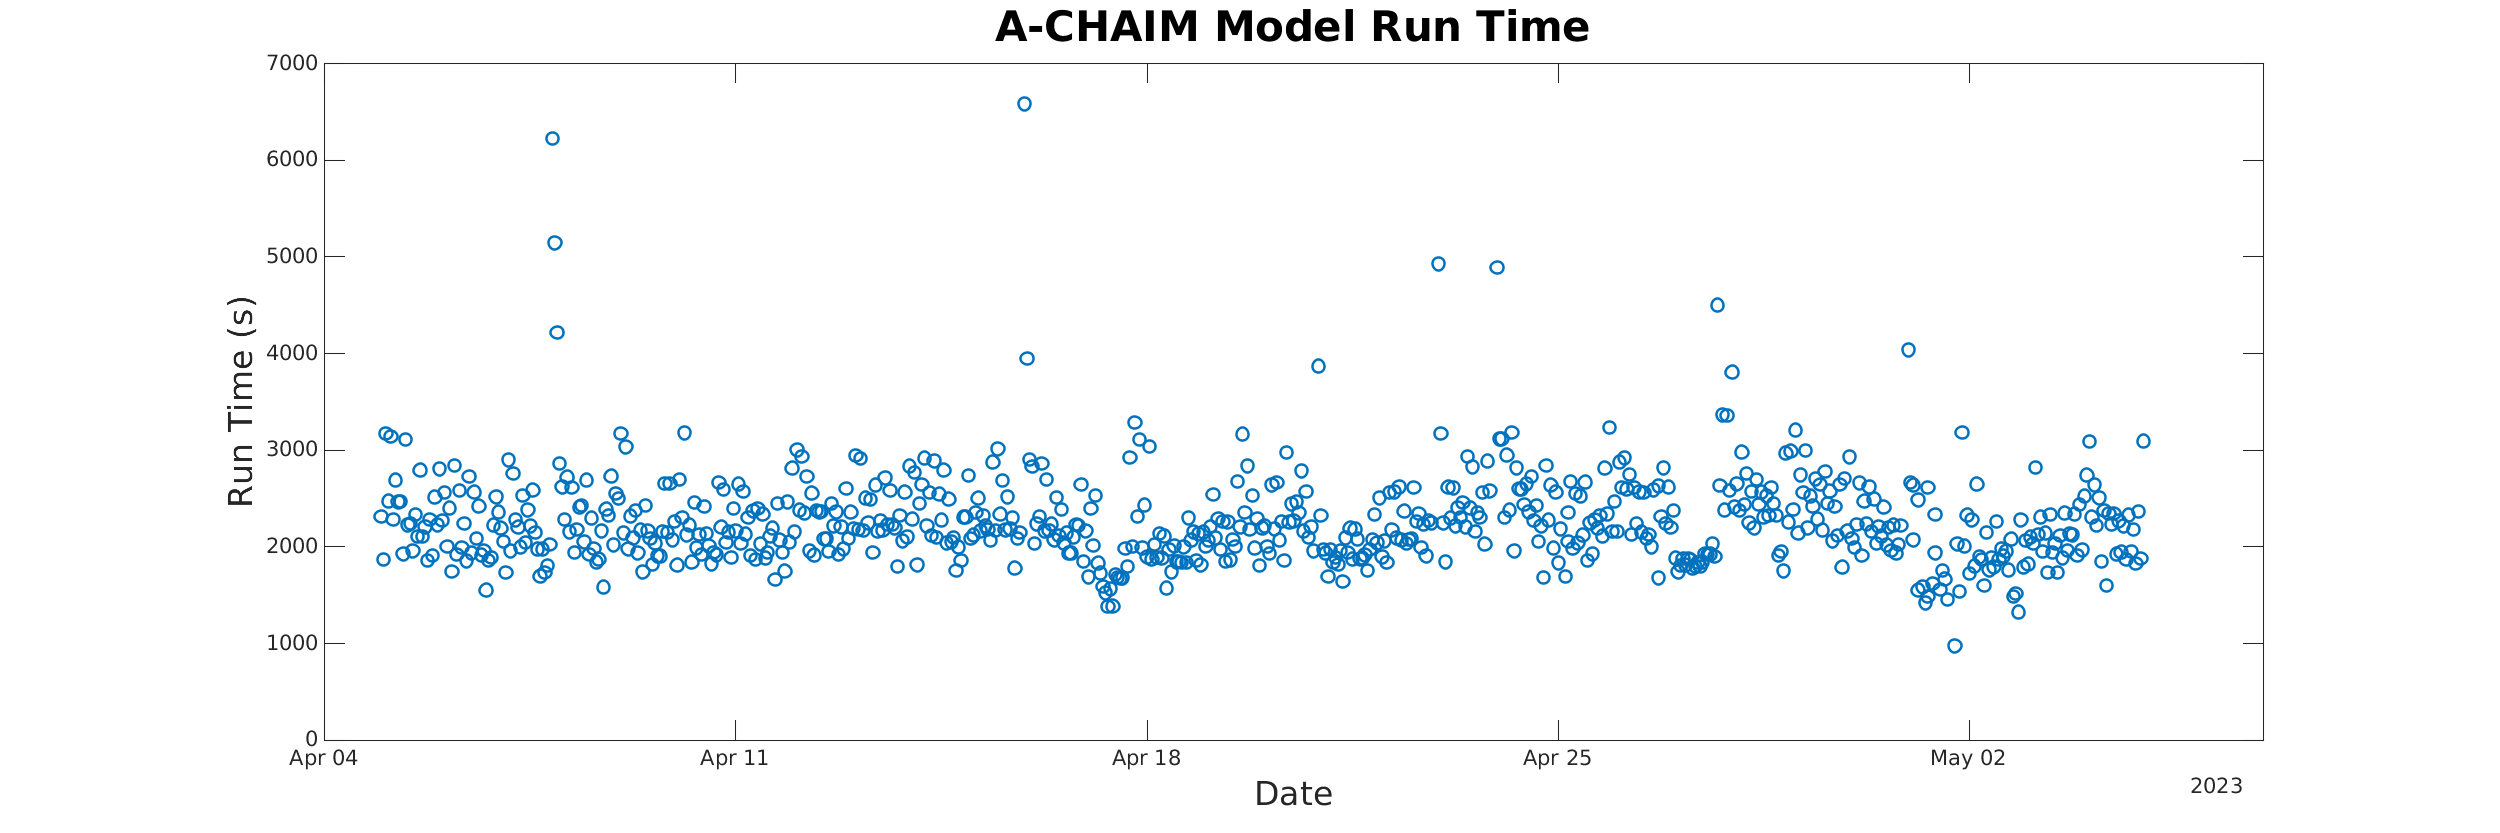 A-CHAIM Model Run Time
7000
6000
5000
4000
3000
2000
1000
0
Run Time (s)
Apr 04 Apr 11 Apr 18 Apr 25 May 02
Date
2023